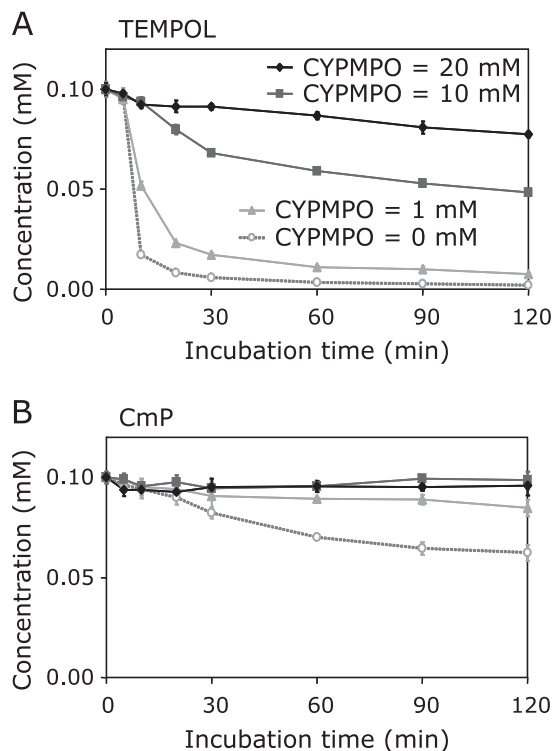 A
TEMPOL
Concentration (mM)
0.10
0.05
0.00
CYPMPO = 20 mM
CYPMPO = 10 mM
CYPMPO = 1 mM
CYPMPO = 0 mM
0 30 60 90 120
Incubation time (min)
B
CmP
Concentration (mM)
0.10
0.05
0.00
0 30 60 90 120
Incubation time (min)